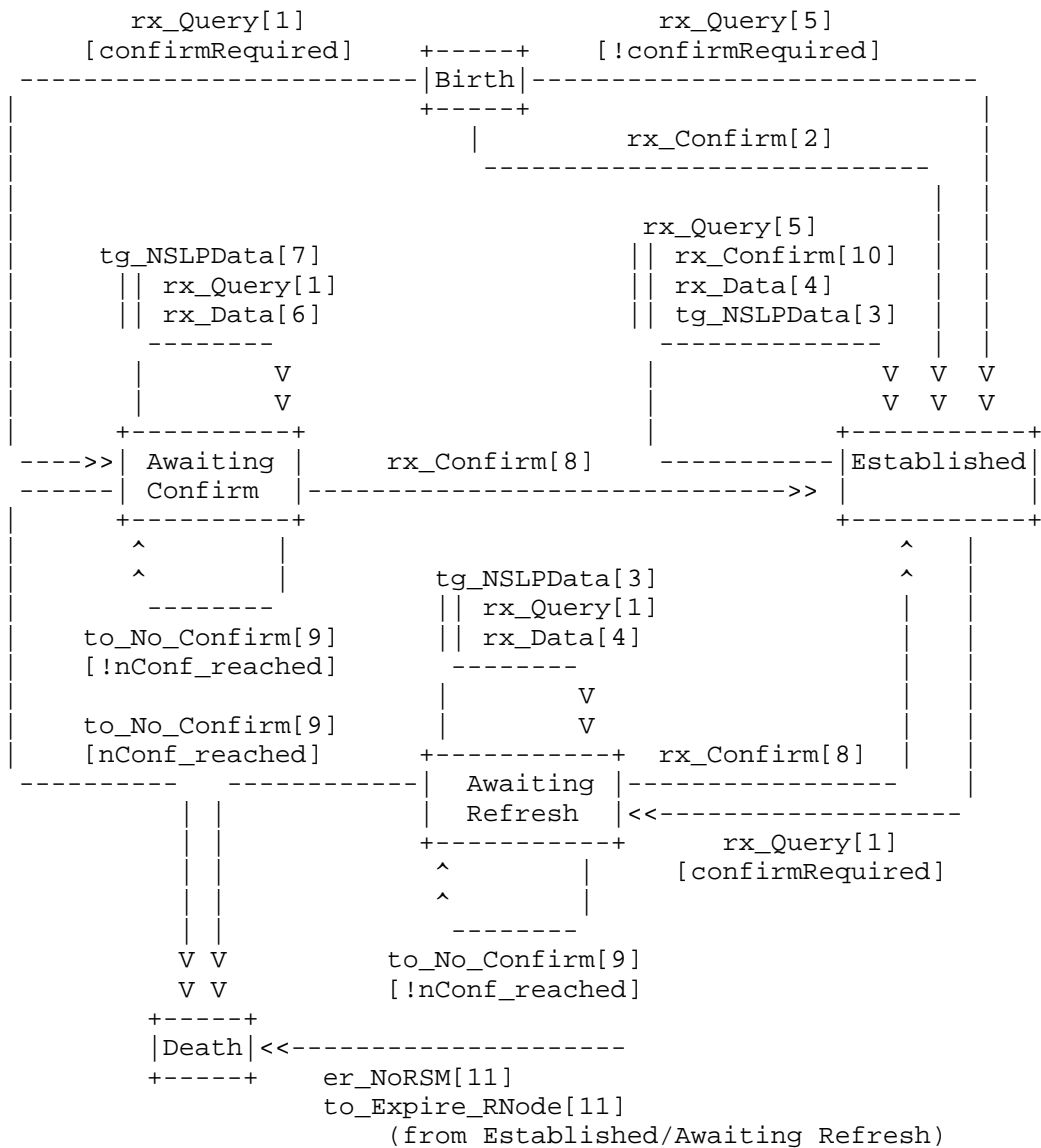 rx_Query[1] rx_Query[5]
[confirmRequired] [!confirmRequired]
Birth
rx_Confirm[2]
rx_Query[5]
tg_NSLPData[7] || rx_Confirm[10]
|| rx_Query[1] || rx_Data[4]
|| rx_Data[6] || tg_NSLPData[3]
V V V V
V V V V
Awaiting rx_Confirm[8] Established
Confirm
tg_NSLPData[3]
|| rx_Query[1]
to_No_Confirm[9] || rx_Data[4]
[!nConf_reached]
V
to_No_Confirm[9] V
[nConf_reached] rx_Confirm[8]
Awaiting
Refresh
rx_Query[1]
[confirmRequired]
V V to_No_Confirm[9]
V V [!nConf_reached]
Death
er_NoRSM[11]
to_Expire_RNode[11]
(from Established/Awaiting Refresh)